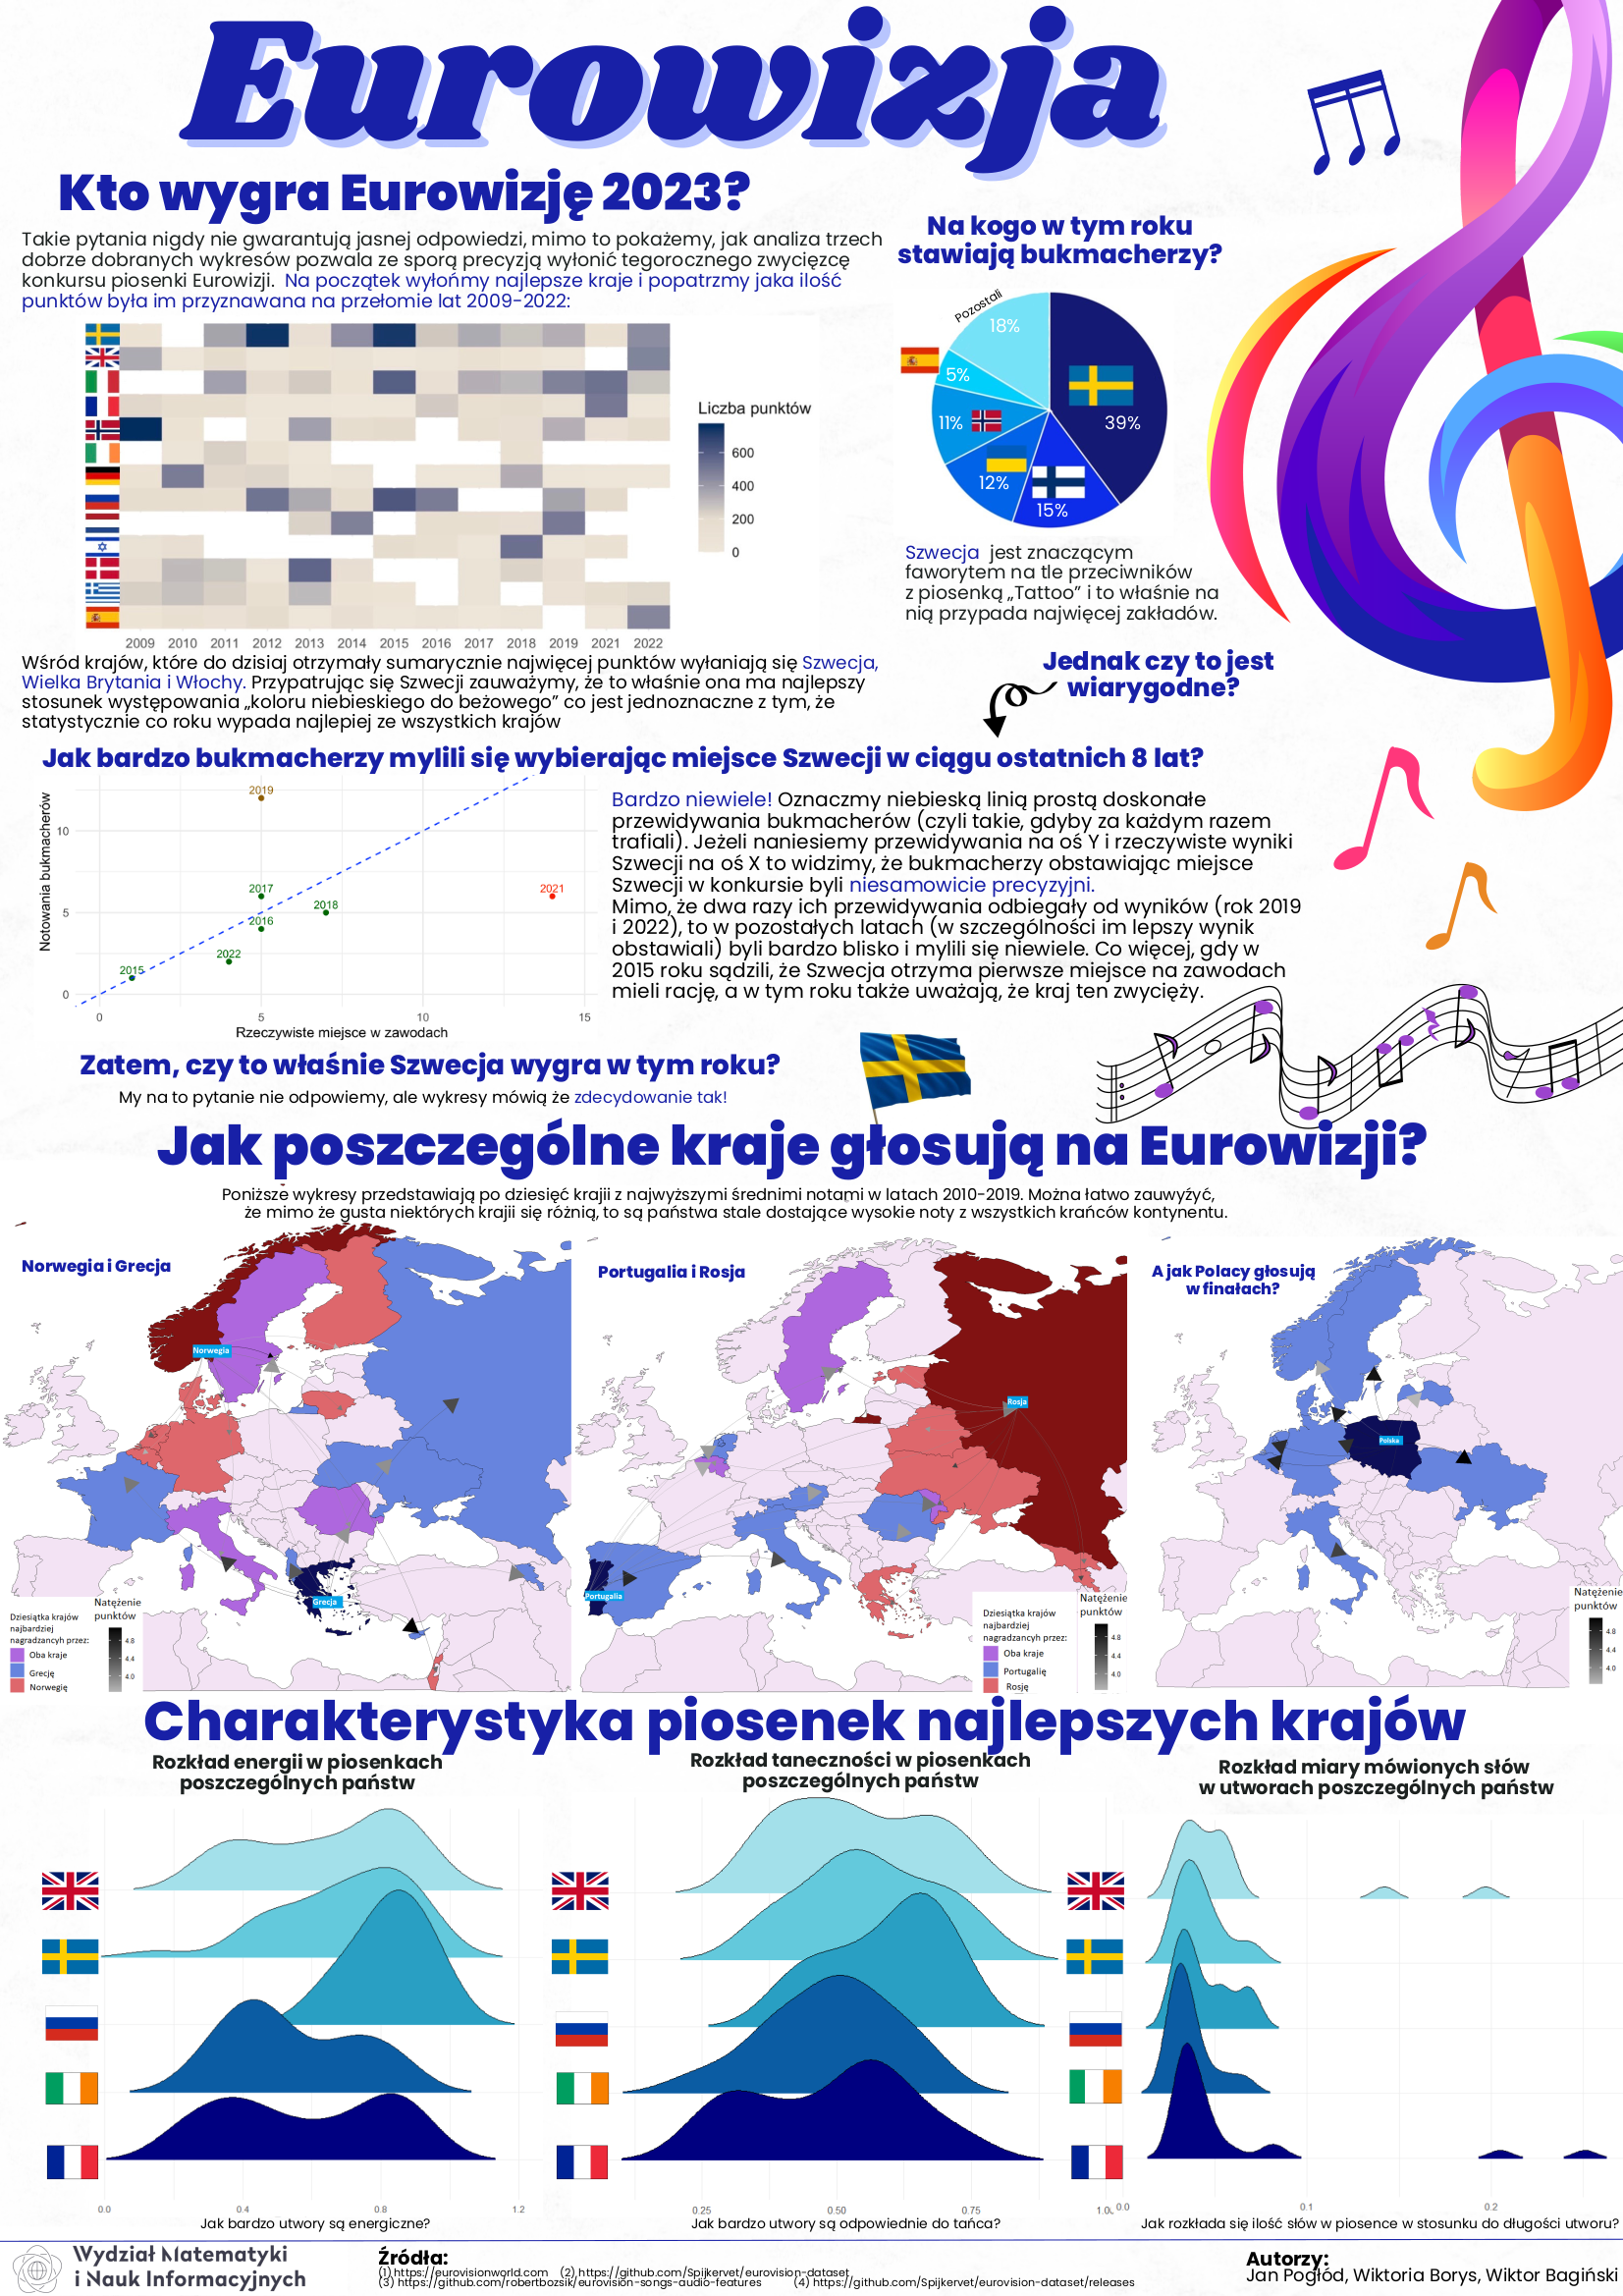 Eurowizja
Kto wygra Eurowizję 2023?
Takie pytania nigdy nie gwarantują jasnej odpowiedzi, mimo to pokażemy, jak analiza trzech
dobrze dobranych wykresów pozwala ze sporą precyzją wyłonić tegorocznego zwycięzcę
konkursu piosenki Eurowizji. Na początek wyłońmy najlepsze kraje i popatrzmy jaka ilość
punktów była im przyznawana na przełomie lat 2009-2022:
Liczba punktów
600
400
200
0
2009 2010 2011 2012 2013 2014 2015 2016 2017 2018 2019 2021 2022
Wśród krajów, które do dzisiaj otrzymały sumarycznie najwięcej punktów wyłaniają się Szwecja,
Wielka Brytania i Włochy. Przypatrując się Szwecji zauważymy, że to właśnie ona ma najlepszy
stosunek występowania „koloru niebieskiego do beżowego” co jest jednoznaczne z tym, że
statystycznie co roku wypada najlepiej ze wszystkich krajów
Na kogo w tym roku
stawiają bukmacherzy?
Pozostali
18%
5%
39%
11%
12%
15%
Szwecja jest znaczącym
faworytem na tle przeciwników
z piosenką „Tattoo” i to właśnie na
nią przypada najwięcej zakładów.
Jednak czy to jest
wiarygodne?
Jak bardzo bukmacherzy mylili się wybierając miejsce Szwecji w ciągu ostatnich 8 lat?
Notowania bukmacherów
10
5
0
2019
2017
2021
2018
2016
2022
2015
0 5 10 15
Rzeczywiste miejsce w zawodach
Bardzo niewiele! Oznaczmy niebieską linią prostą doskonałe
przewidywania bukmacherów (czyli takie, gdyby za każdym razem
trafiali). Jeżeli naniesiemy przewidywania na oś Y i rzeczywiste wyniki
Szwecji na oś X to widzimy, że bukmacherzy obstawiając miejsce
Szwecji w konkursie byli niesamowicie precyzyjni.
Mimo, że dwa razy ich przewidywania odbiegały od wyników (rok 2019
i 2022), to w pozostałych latach (w szczególności im lepszy wynik
obstawiali) byli bardzo blisko i mylili się niewiele. Co więcej, gdy w
2015 roku sądzili, że Szwecja otrzyma pierwsze miejsce na zawodach
mieli rację, a w tym roku także uważają, że kraj ten zwycięży.
Zatem, czy to właśnie Szwecja wygra w tym roku?
My na to pytanie nie odpowiemy, ale wykresy mówią że zdecydowanie tak!
Jak poszczególne kraje głosują na Eurowizji?
Poniższe wykresy przedstawiają po dziesięć krajii z najwyższymi średnimi notami w latach 2010-2019. Można łatwo zauwyźyć,
że mimo że gusta niektórych krajii się różnią, to są państwa stale dostające wysokie noty z wszystkich krańców kontynentu.
Norwegia i Grecja
Norwegia
Grecja
Dziesiątka krajów
najbardziej
nagradzancyh przez:
Oba kraje
Grecję
Norwegię
Natężenie
punktów
4.8
4.4
4.0
Portugalia i Rosja
Rosja
Portugalia
Dziesiątka krajów
najbardziej
nagradzancyh przez:
Oba kraje
Portugalię
Rosję
Natężenie
punktów
4.8
4.4
4.0
A jak Polacy głosują
w finałach?
Polska
Natężenie
punktów
4.8
4.4
4.0
Charakterystyka piosenek najlepszych krajów
Rozkład energii w piosenkach
poszczególnych państw
0.0 0.4 0.8 1.2
Jak bardzo utwory są energiczne?
Rozkład taneczności w piosenkach
poszczególnych państw
0.25 0.50 0.75 1.0
Jak bardzo utwory są odpowiednie do tańca?
Rozkład miary mówionych słów
w utworach poszczególnych państw
0.0 0.1 0.2
Jak rozkłada się ilość słów w piosence w stosunku do długości utworu?
Wydział Matematyki
i Nauk Informacyjnych
Źródła:
(1) https://eurovisionworld.com (2) https://github.com/Spijkervet/eurovision-dataset
(3) https://github.com/robertbozsik/eurovision-songs-audio-features (4) https://github.com/Spijkervet/eurovision-dataset/releases
Autorzy:
Jan Pogłód, Wiktoria Borys, Wiktor Bagiński